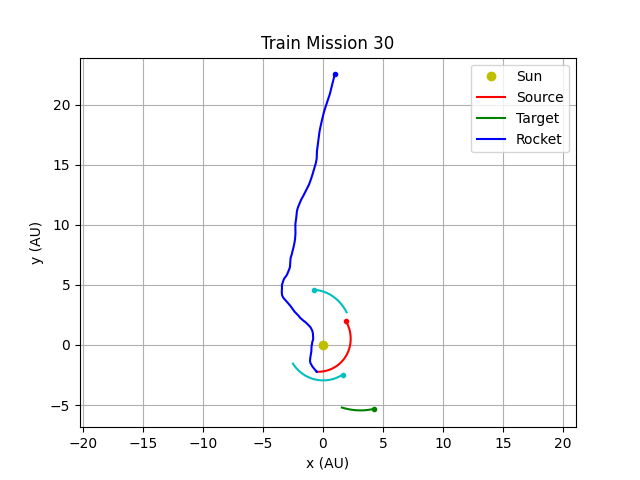 Train Mission 30
Sun
Source
Target
Rocket
20
15
10
5
0
−5
y (AU)
−20 −15 −10 −5 0 5 10 15 20
x (AU)